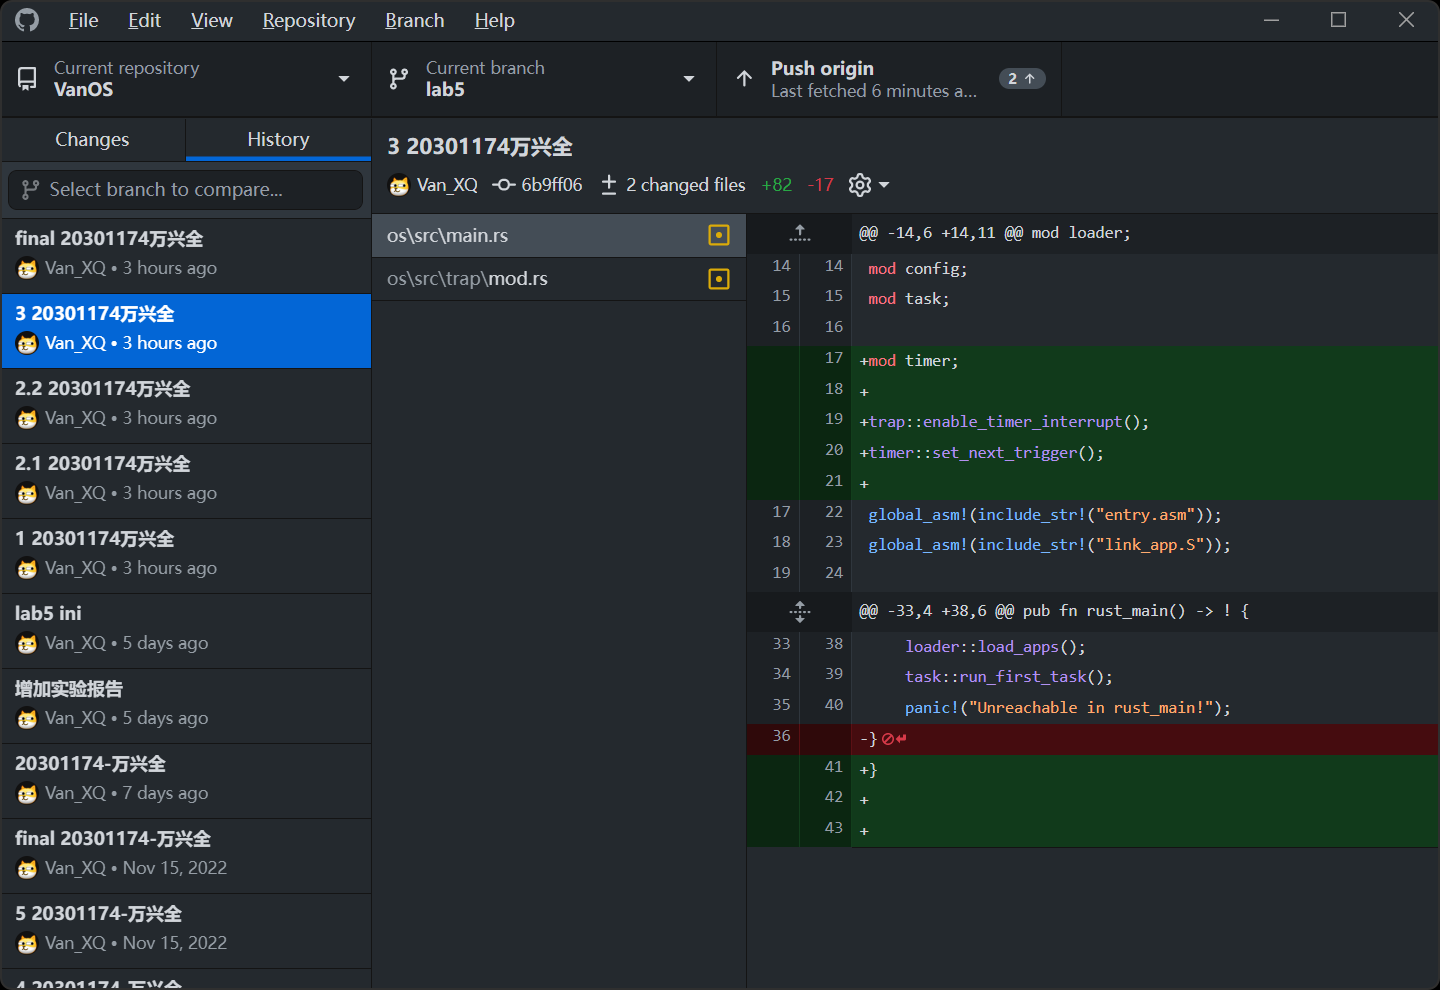 File Edit View Repository Branch Help
Current repository
VanOS
Current branch
lab5
Push origin
Last fetched 6 minutes a...
2
Changes
History
Select branch to compare...
final 20301174万兴全
Van_XQ • 3 hours ago
3 20301174万兴全
Van_XQ • 3 hours ago
2.2 20301174万兴全
Van_XQ • 3 hours ago
2.1 20301174万兴全
Van_XQ • 3 hours ago
1 20301174万兴全
Van_XQ • 3 hours ago
lab5 ini
Van_XQ • 5 days ago
增加实验报告
Van_XQ • 5 days ago
20301174-万兴全
Van_XQ • 7 days ago
final 20301174-万兴全
Van_XQ • Nov 15, 2022
5 20301174-万兴全
Van_XQ • Nov 15, 2022
4 20301174-万兴全
3 20301174万兴全
Van_XQ 6b9ff06 2 changed files +82 -17
os\src\main.rs
os\src\trap\mod.rs
@@ -14,6 +14,11 @@ mod loader;
14 14 mod config;
15 15 mod task;
16 16
17 +mod timer;
18 +
19 +trap::enable_timer_interrupt();
20 +timer::set_next_trigger();
21 +
17 22 global_asm!(include_str!("entry.asm"));
18 23 global_asm!(include_str!("link_app.S"));
19 24
@@ -33,4 +38,6 @@ pub fn rust_main() -> ! {
33 38 loader::load_apps();
34 39 task::run_first_task();
35 40 panic!("Unreachable in rust_main!");
36 -}
41 +}
42 +
43 +